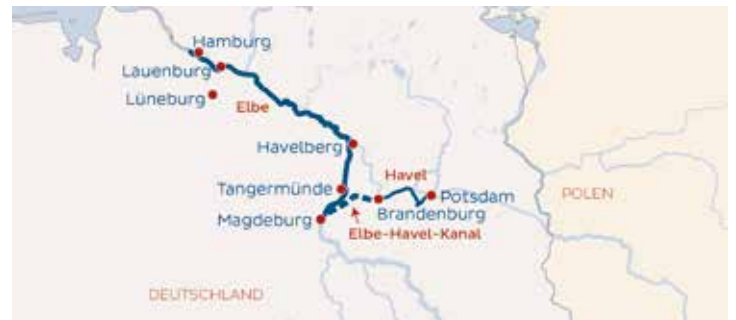 Hamburg
Lauenburg
Lüneburg
Elbe
Havelberg
Havel
Tangermünde
Potsdam
POLEN
Brandenburg
Magdeburg
Elbe-Havel-Kanal
DEUTSCHLAND